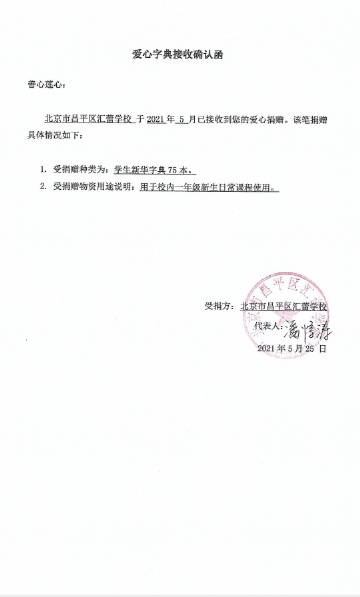 爱心字典接收确认函
善心莲心：
北京市昌平区汇蕾学校 于 2021 年 5 月已接收到您的爱心捐赠。该笔捐赠
具体情况如下：
1. 受捐赠种类为：学生新华字典 75 本。
2. 受捐赠物资用途说明：用于校内一年级新生日常课程使用。
受捐方：北京市昌平区汇蕾学校
代表人：
2021 年 5 月 25 日